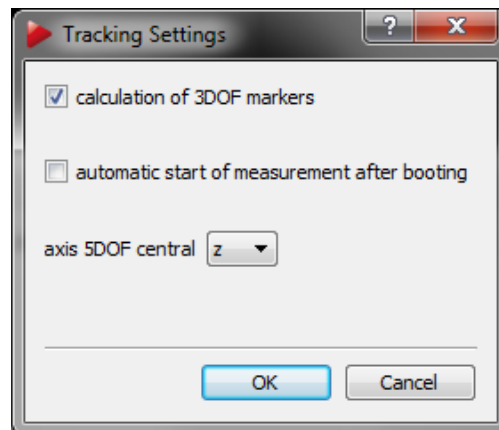 Tracking Settings
?
calculation of 3DOF markers
automatic start of measurement after booting
axis 5DOF central z
OK Cancel